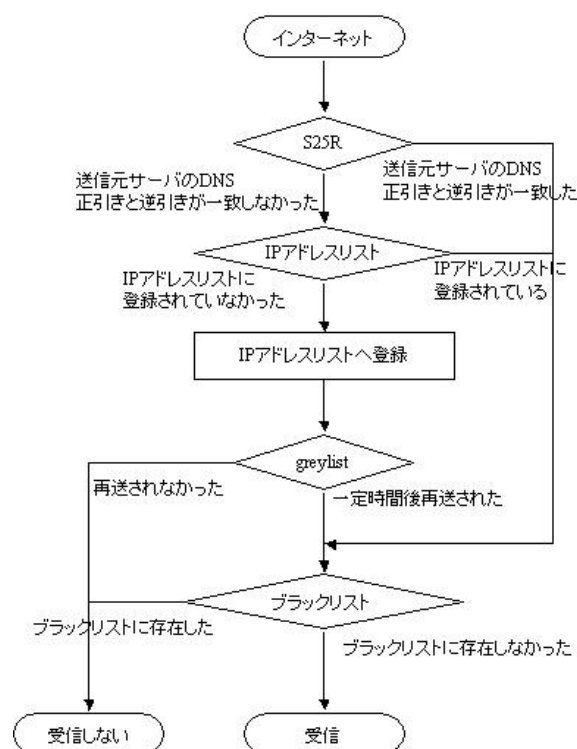 インターネット
S25R
送信元サーバのDNS
正引きと逆引きが一致しなかった
送信元サーバのDNS
正引きと逆引きが一致した
IPアドレスリスト
IPアドレスリストに
登録されていなかった
IPアドレスリストに
登録されている
IPアドレスリストへ登録
greylist
再送されなかった
一定時間後再送された
ブラックリスト
ブラックリストに存在した
ブラックリストに存在しなかった
受信しない
受信